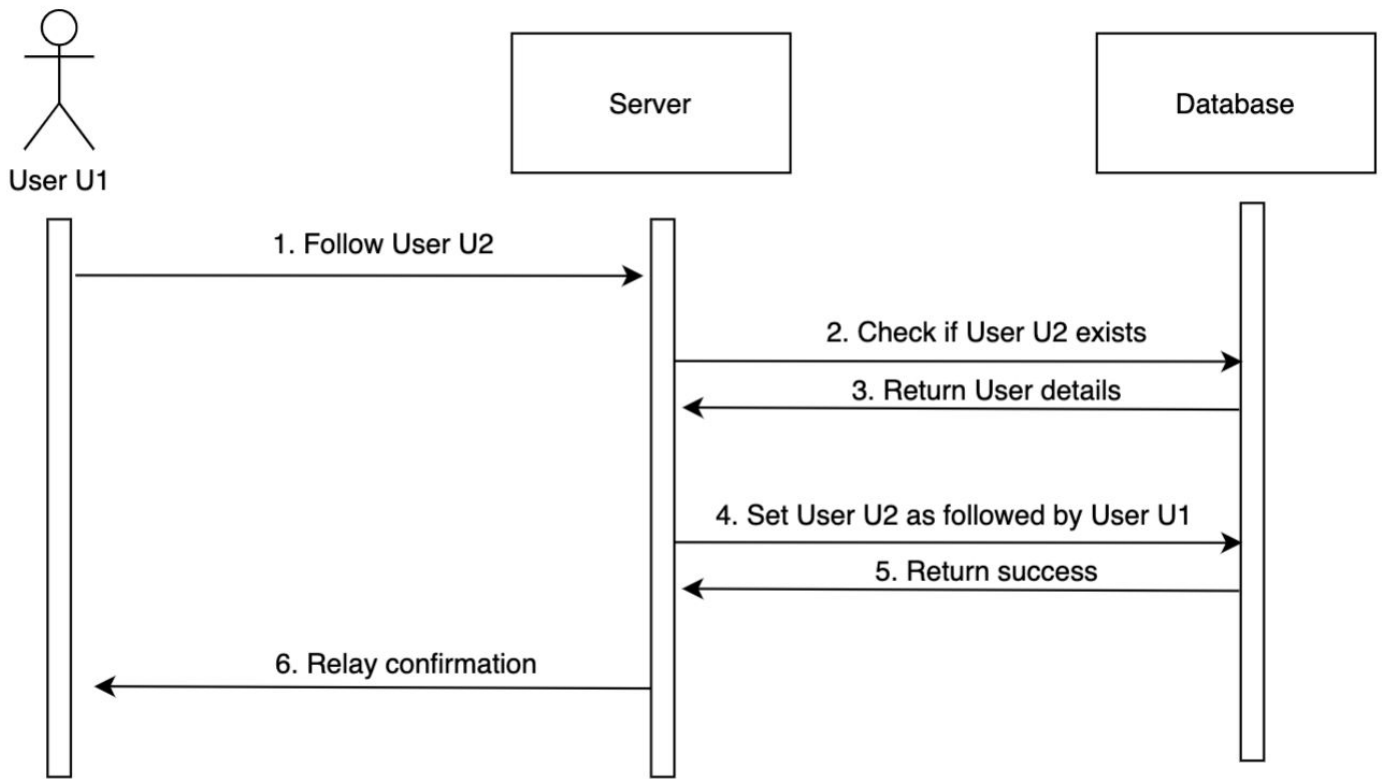 Server
Database
User U1
1. Follow User U2
2. Check if User U2 exists
3. Return User details
4. Set User U2 as followed by User U1
5. Return success
6. Relay confirmation